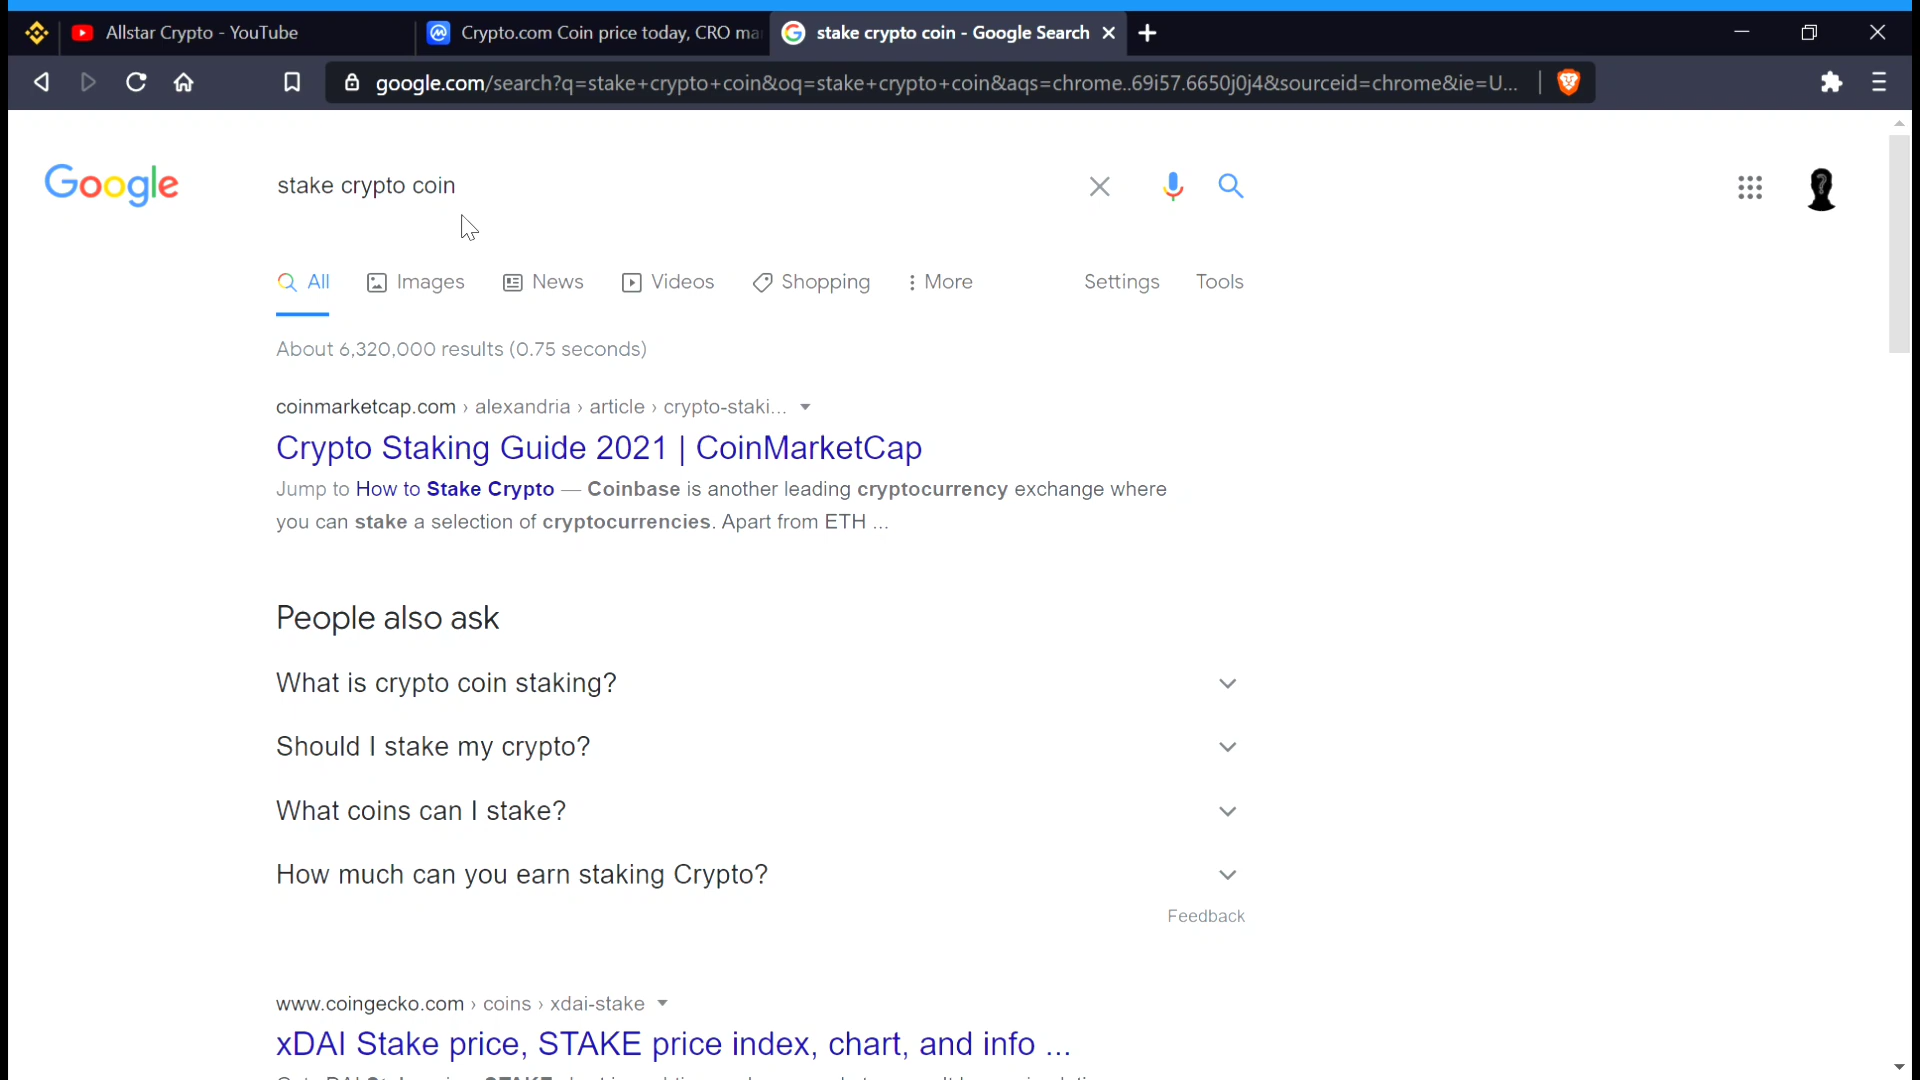 Allstar Crypto - YouTube
Crypto.com Coin price today, CRO ma
stake crypto coin - Google Search
google.com/search?q=stake+crypto+coin&oq=stake+crypto+coin&aqs=chrome..69i57.6650j0j4&sourceid=chrome&ie=U...
Google
stake crypto coin
All Images News Videos Shopping More Settings Tools
About 6,320,000 results (0.75 seconds)
coinmarketcap.com › alexandria › article › crypto-staki...
Crypto Staking Guide 2021 | CoinMarketCap
Jump to How to Stake Crypto — Coinbase is another leading cryptocurrency exchange where
you can stake a selection of cryptocurrencies. Apart from ETH ...
People also ask
What is crypto coin staking?
Should I stake my crypto?
What coins can I stake?
How much can you earn staking Crypto?
Feedback
www.coingecko.com › coins › xdai-stake
xDAI Stake price, STAKE price index, chart, and info ...